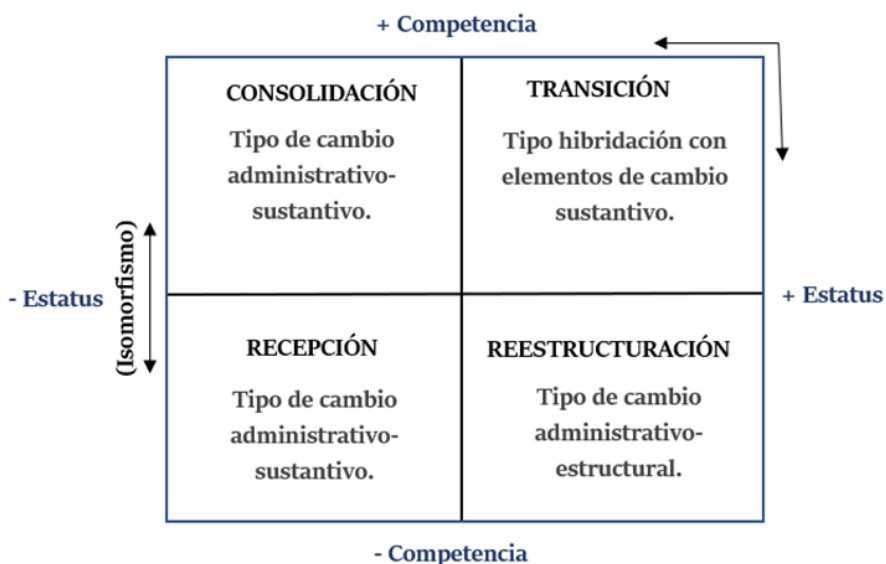 + Competencia
CONSOLIDACIÓN
Tipo de cambio
administrativo-
sustantivo.
TRANSICIÓN
Tipo hibridación con
elementos de cambio
sustantivo.
- Estatus
(Isomorfismo)
+ Estatus
RECEPCIÓN
Tipo de cambio
administrativo-
sustantivo.
REESTRUCTURACIÓN
Tipo de cambio
administrativo-
estructural.
- Competencia